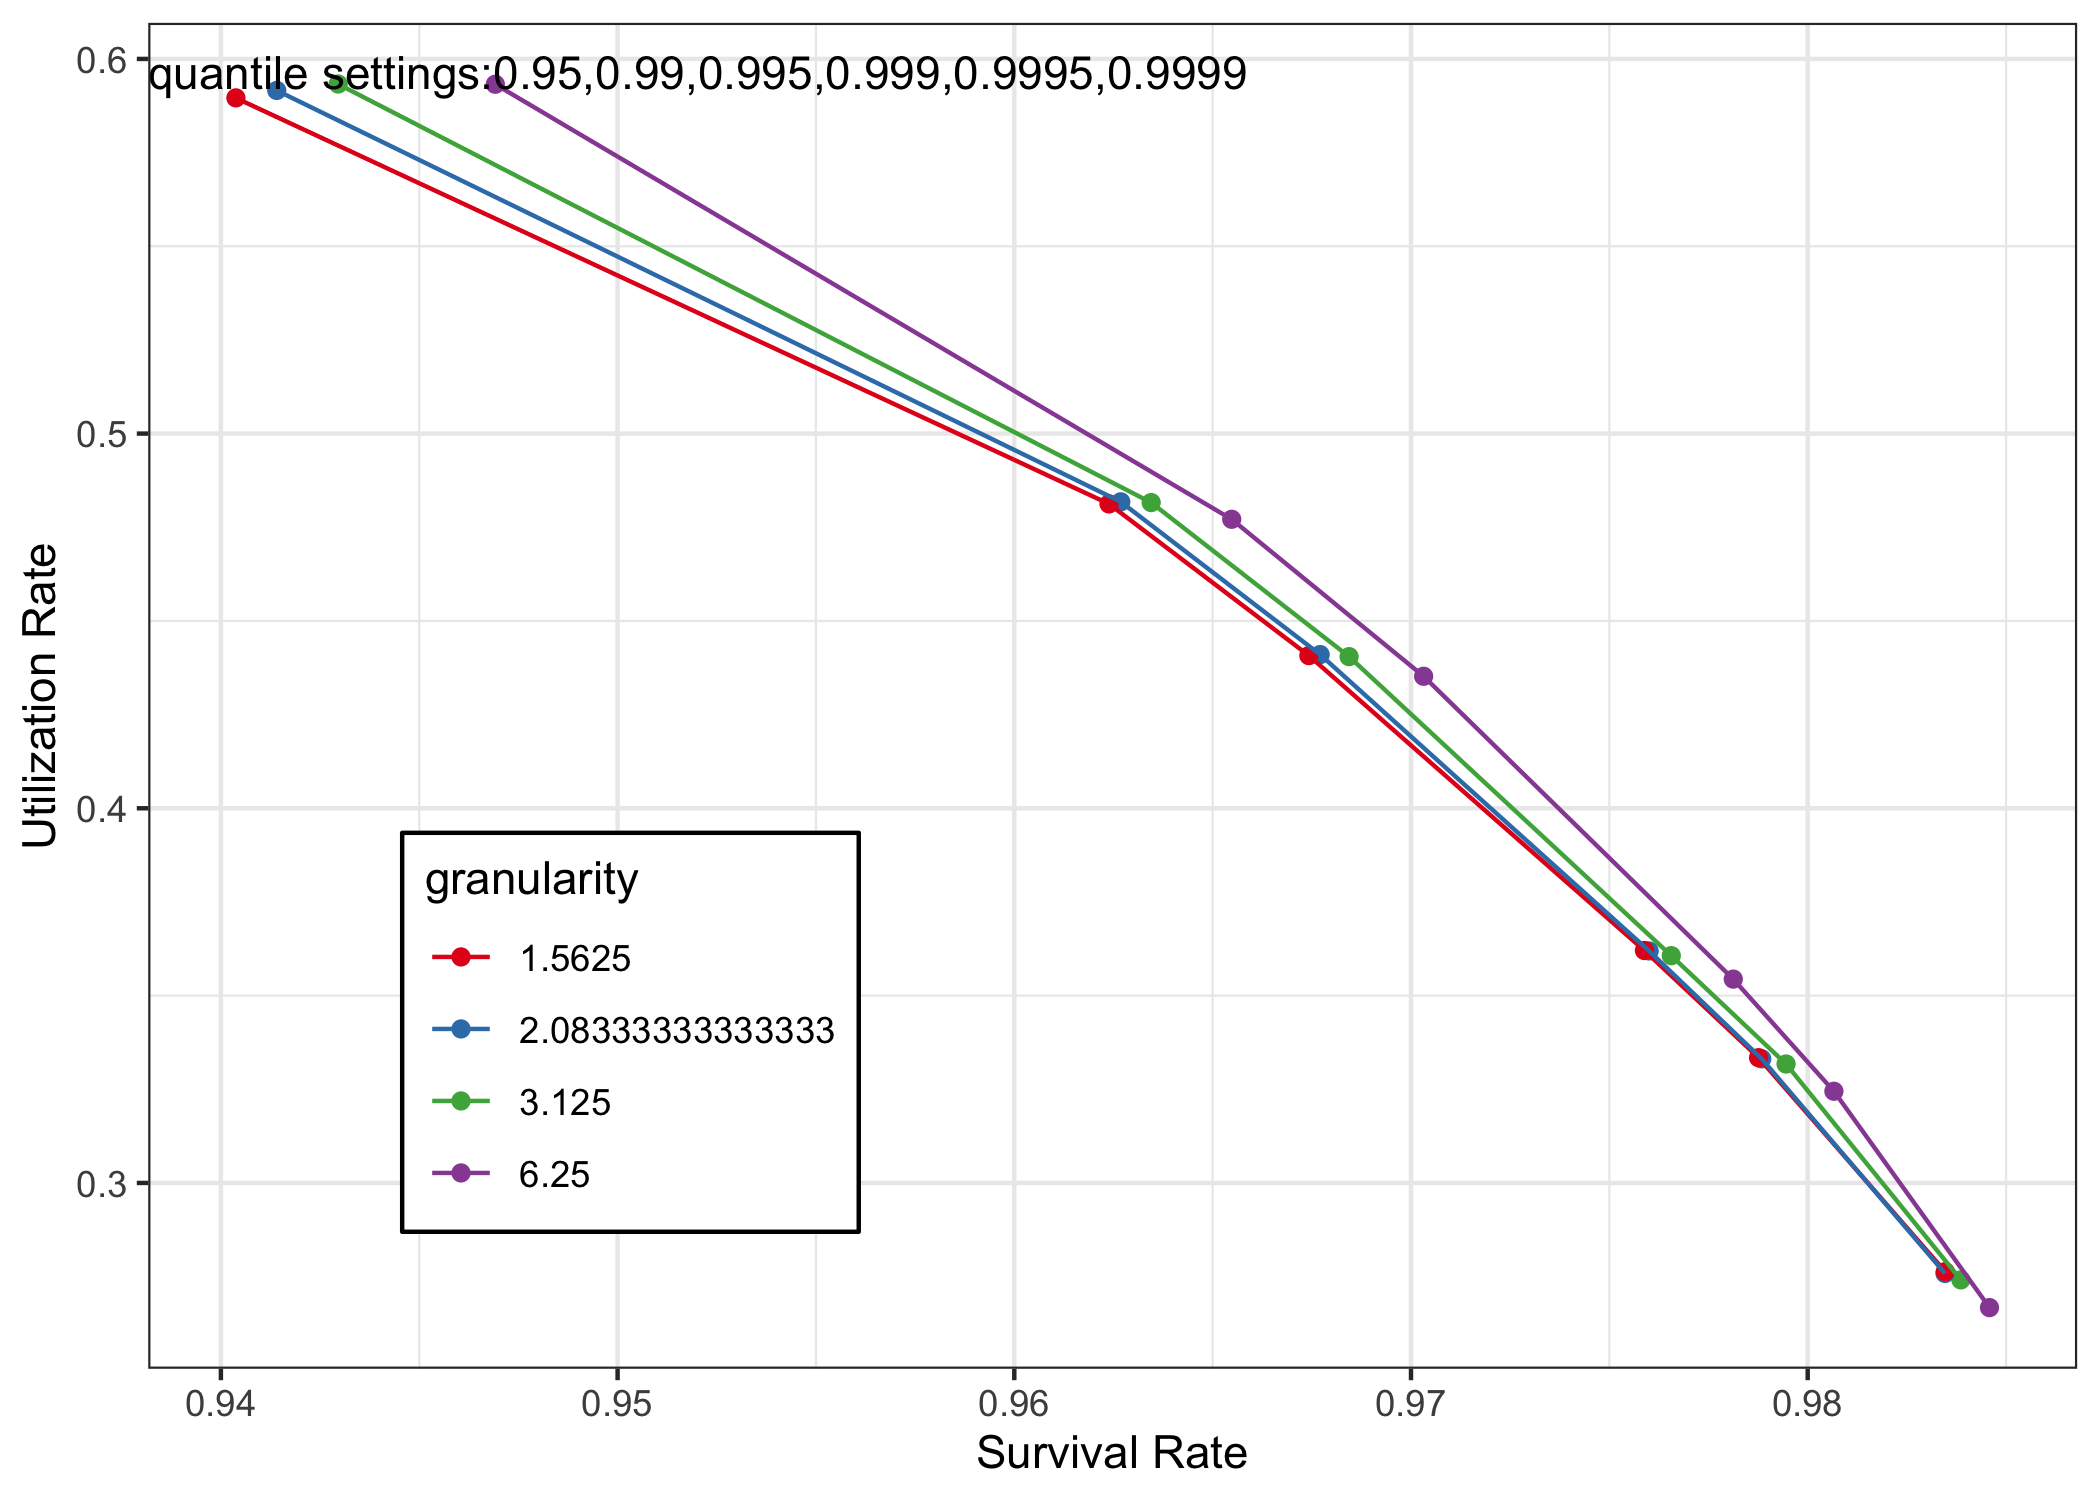 quantile settings:0.95,0.99,0.995,0.999,0.9995,0.9999
0.6
0.5
0.4
0.3
Utilization Rate
granularity
1.5625
2.08333333333333
3.125
6.25
0.94 0.95 0.96 0.97 0.98
Survival Rate